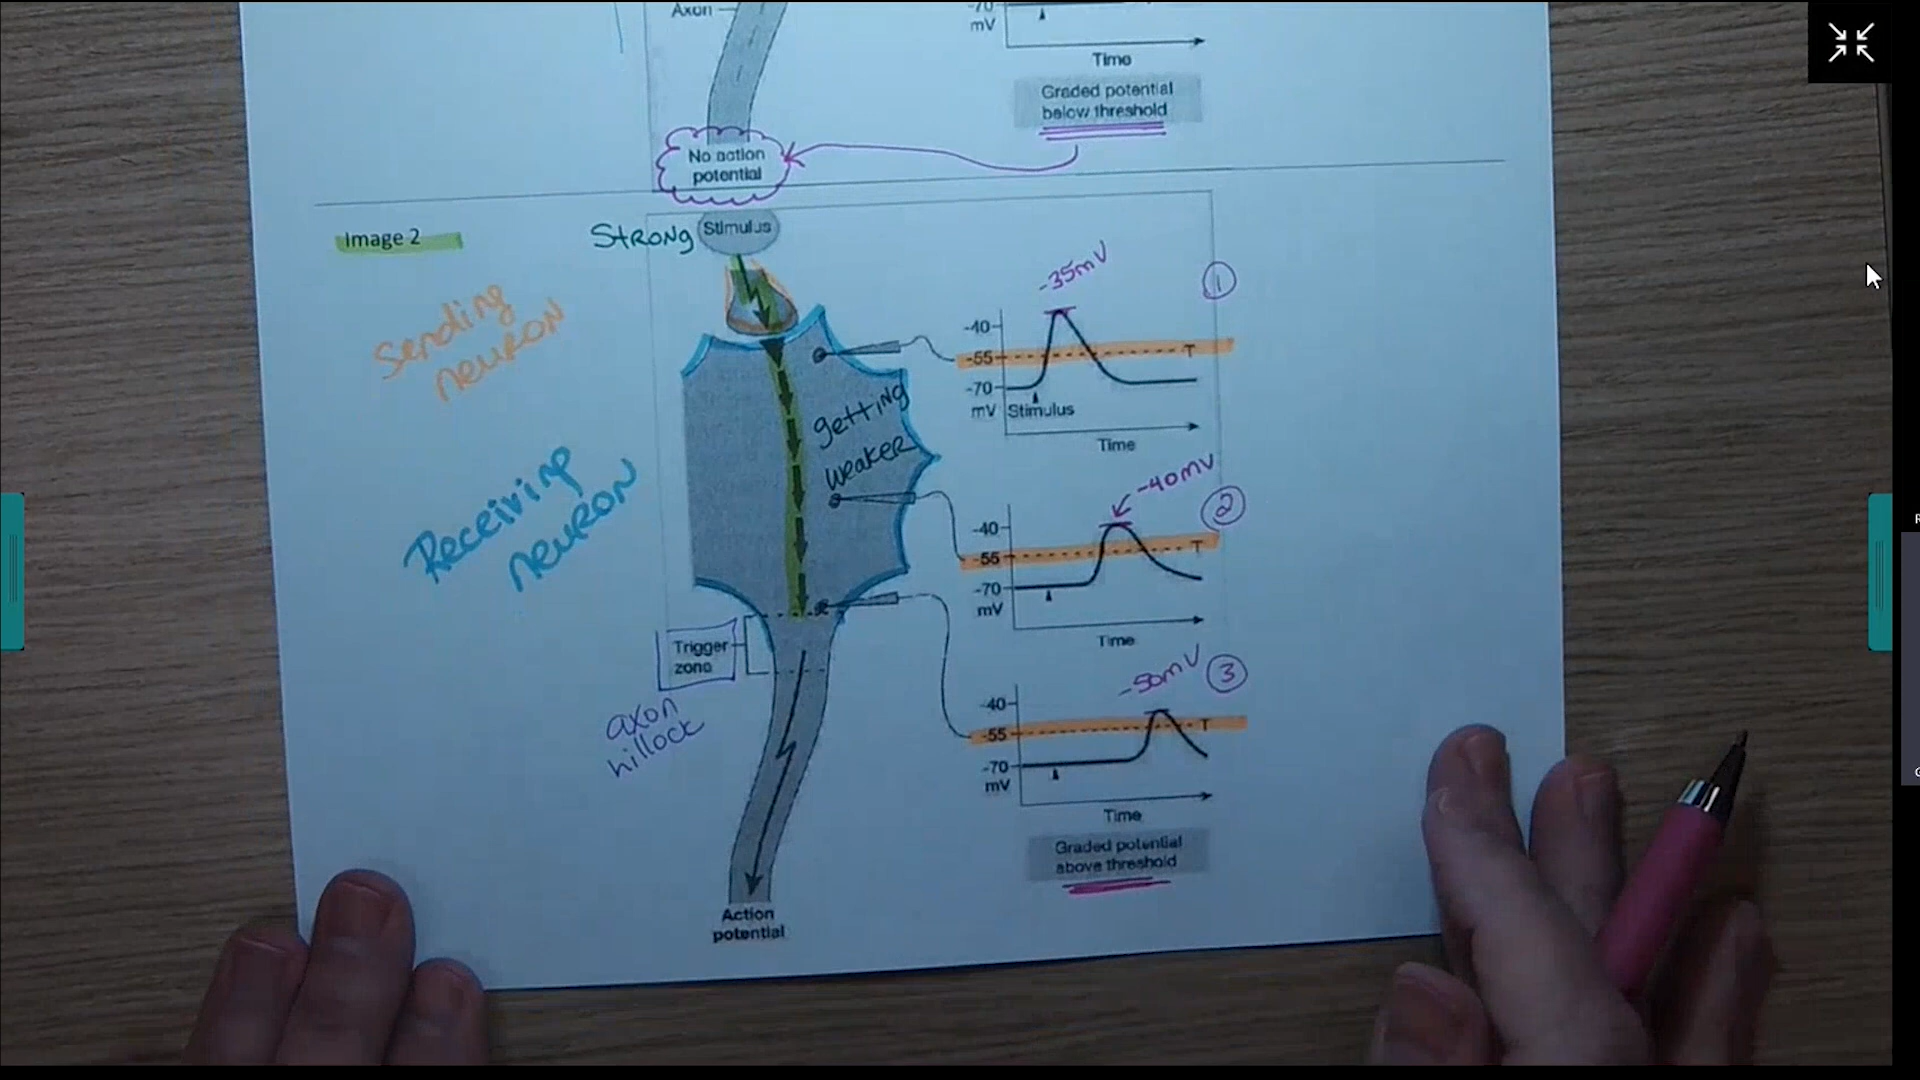 Axon
-70
mV
Time
Graded potential
below threshold
No action
potential
Image 2
STRONG
Stimulus
Sending
neuron
Receiving
neuron
getting
weaker
Trigger
zone
axon
hillock
Action
potential
-35mV
1
-40
-55
T
-70
mV
Stimulus
Time
-40mV
2
-40
-55
T
-70
mV
Time
-50mV
3
-40
-55
T
-70
mV
Time
Graded potential
above threshold